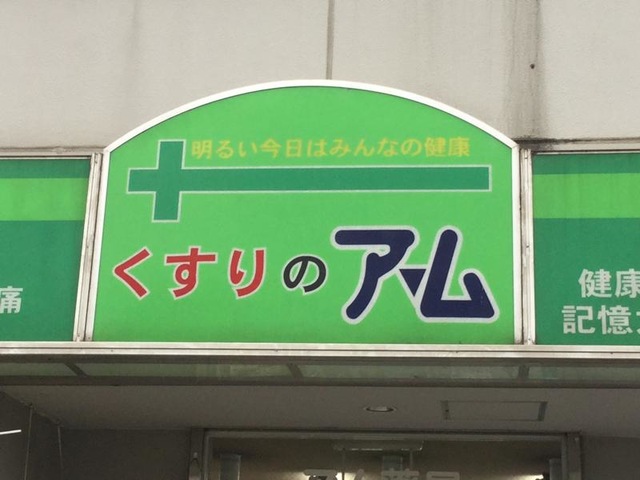 明るい今日はみんなの健康
くすりのアーム
痛
健康
記憶